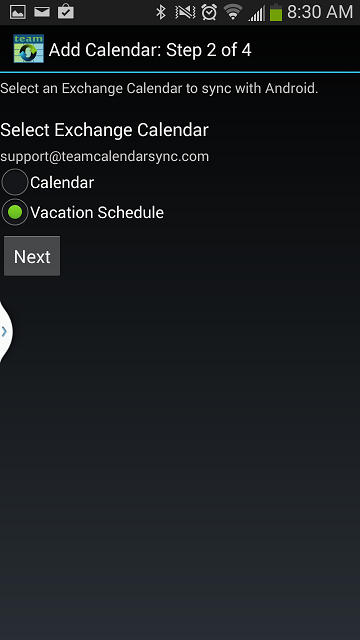 8:30 AM
team
Add Calendar: Step 2 of 4
Select an Exchange Calendar to sync with Android.
Select Exchange Calendar
support@teamcalendarsync.com
Calendar
Vacation Schedule
Next